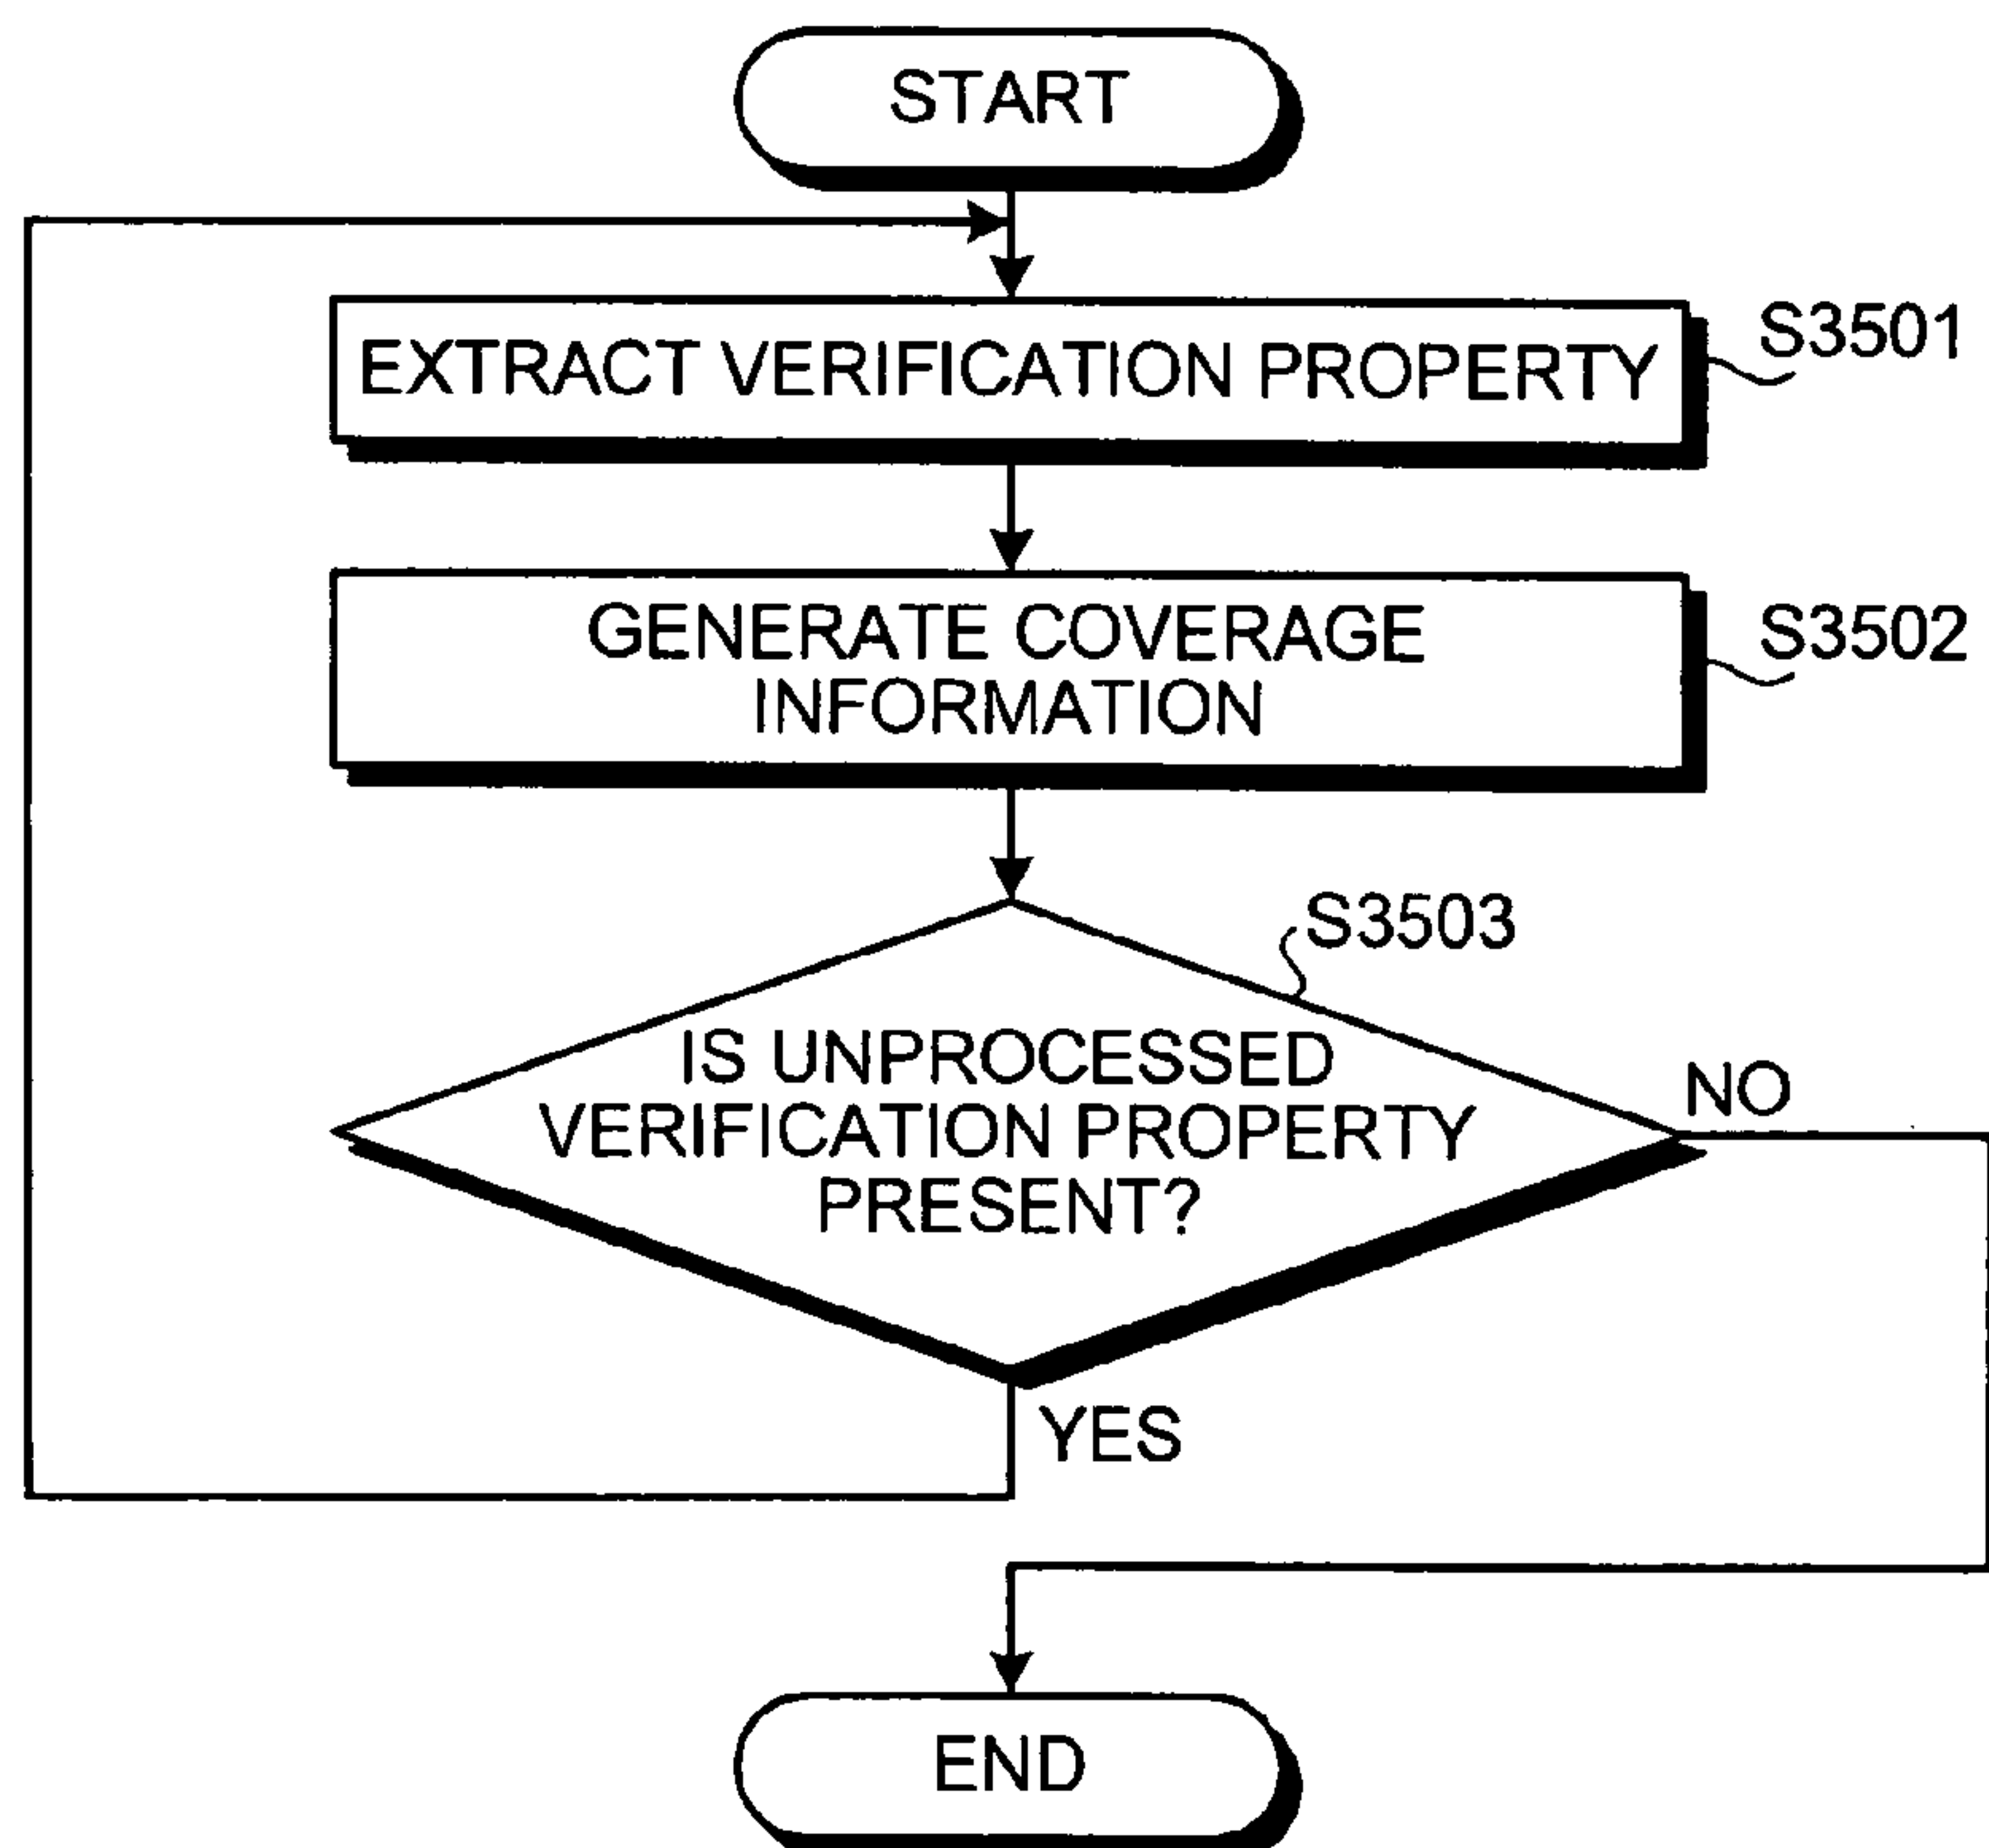 START
EXTRACT VERIFICATION PROPERTY
S3501
GENERATE COVERAGE
INFORMATION
S3502
S3503
IS UNPROCESSED
VERIFICATION PROPERTY
PRESENT?
NO
YES
END